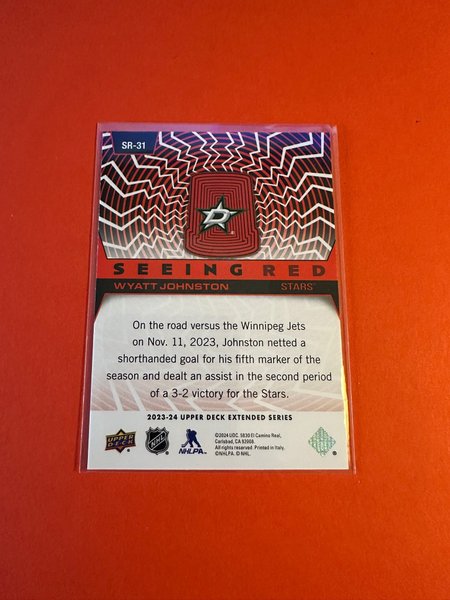 SR-31
SEEING RED
WYATT JOHNSTON STARS
On the road versus the Winnipeg Jets
on Nov. 11, 2023, Johnston netted a
shorthanded goal for his fifth marker of the
season and dealt an assist in the second period
of a 3-2 victory for the Stars.
2023-24 UPPER DECK EXTENDED SERIES
UPPER DECK
NHL
NHLPA
©2024 UDC. 5830 El Camino Real,
Carlsbad, CA 92008.
All rights reserved. Printed in Italy.
©NHLPA. © NHL.